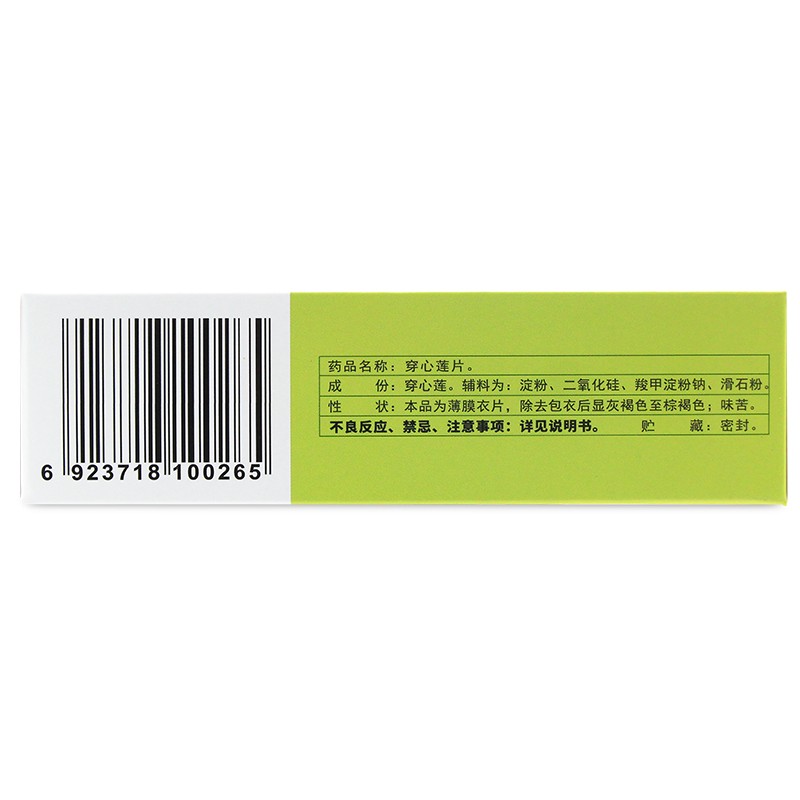 6 923718 100265
药品名称：穿心莲片。
成 份：穿心莲。辅料为：淀粉、二氧化硅、羧甲淀粉钠、滑石粉。
性 状：本品为薄膜衣片，除去包衣后显灰褐色至棕褐色；味苦。
不良反应、禁忌、注意事项：详见说明书。 贮 藏：密封。